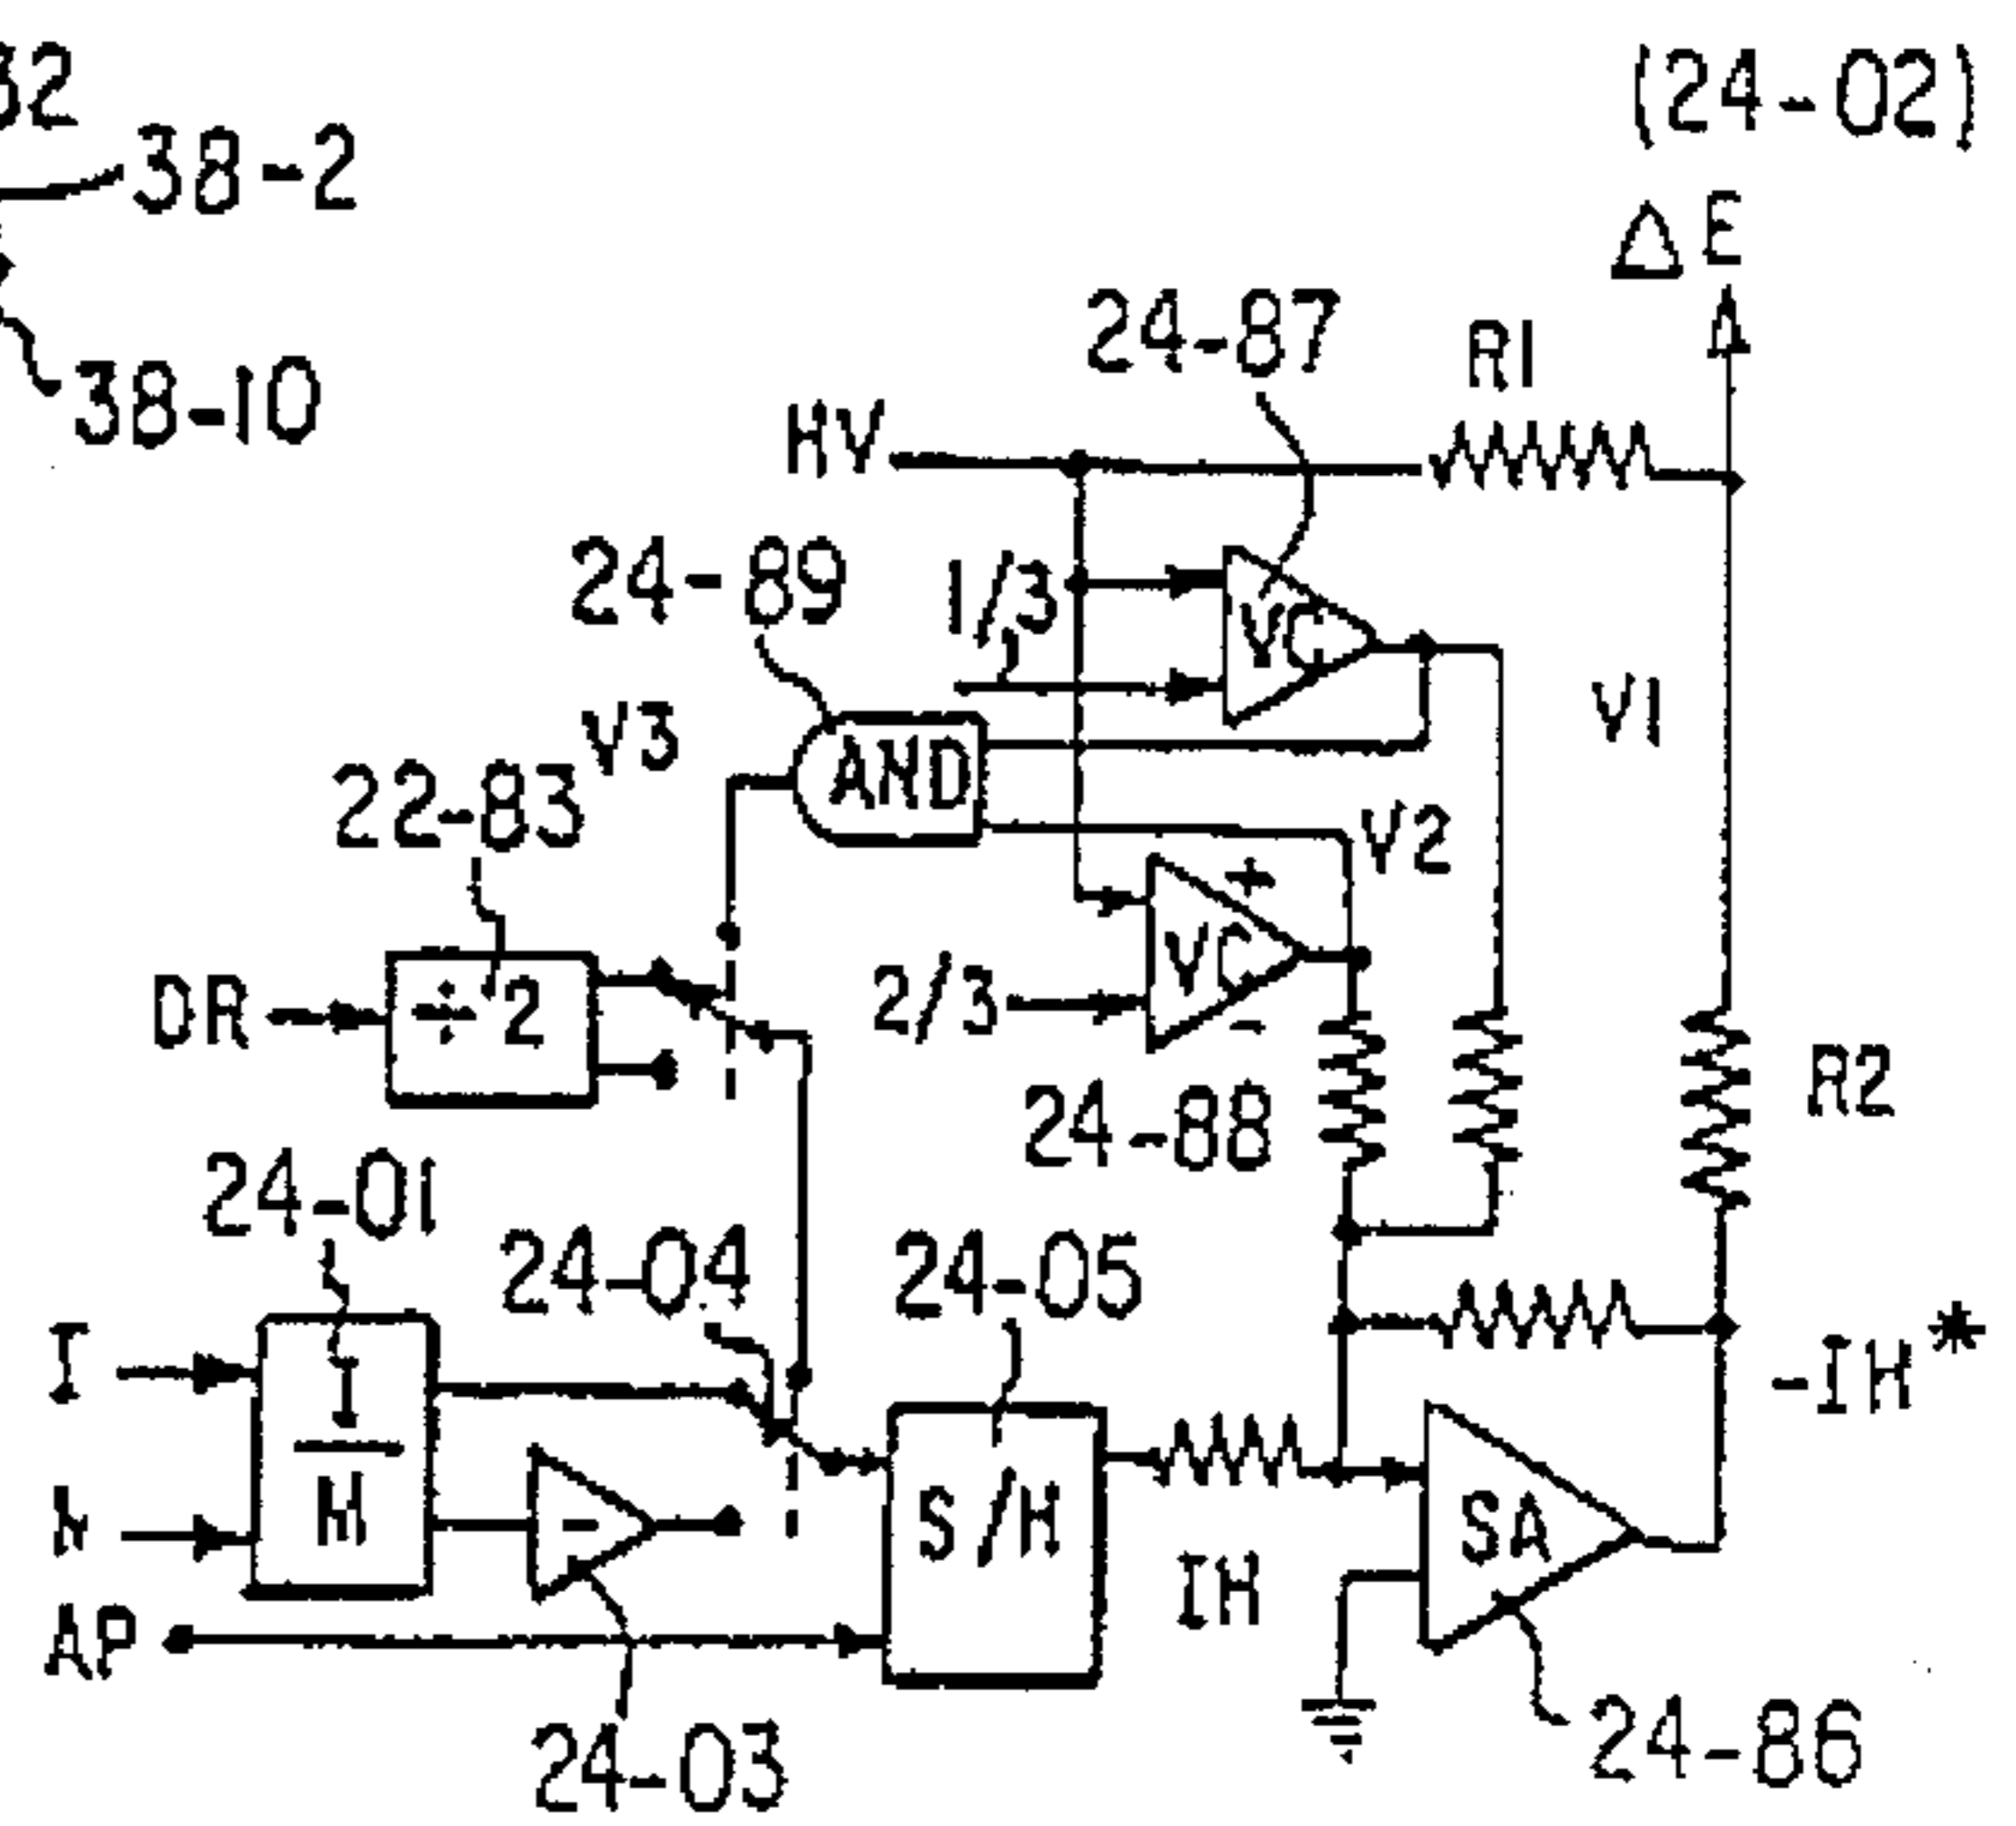 32
(24-02)
38-2
ΔE
24-87
R1
38-10
HV
24-89
1/3
VC
V1
V3
AND
22-83
V2
+
VC
2/3
-
DR
÷2
R2
24-88
24-01
24-04
24-05
I
-IH*
I
H
S/H
SA
-
IH
AP
24-03
24-86